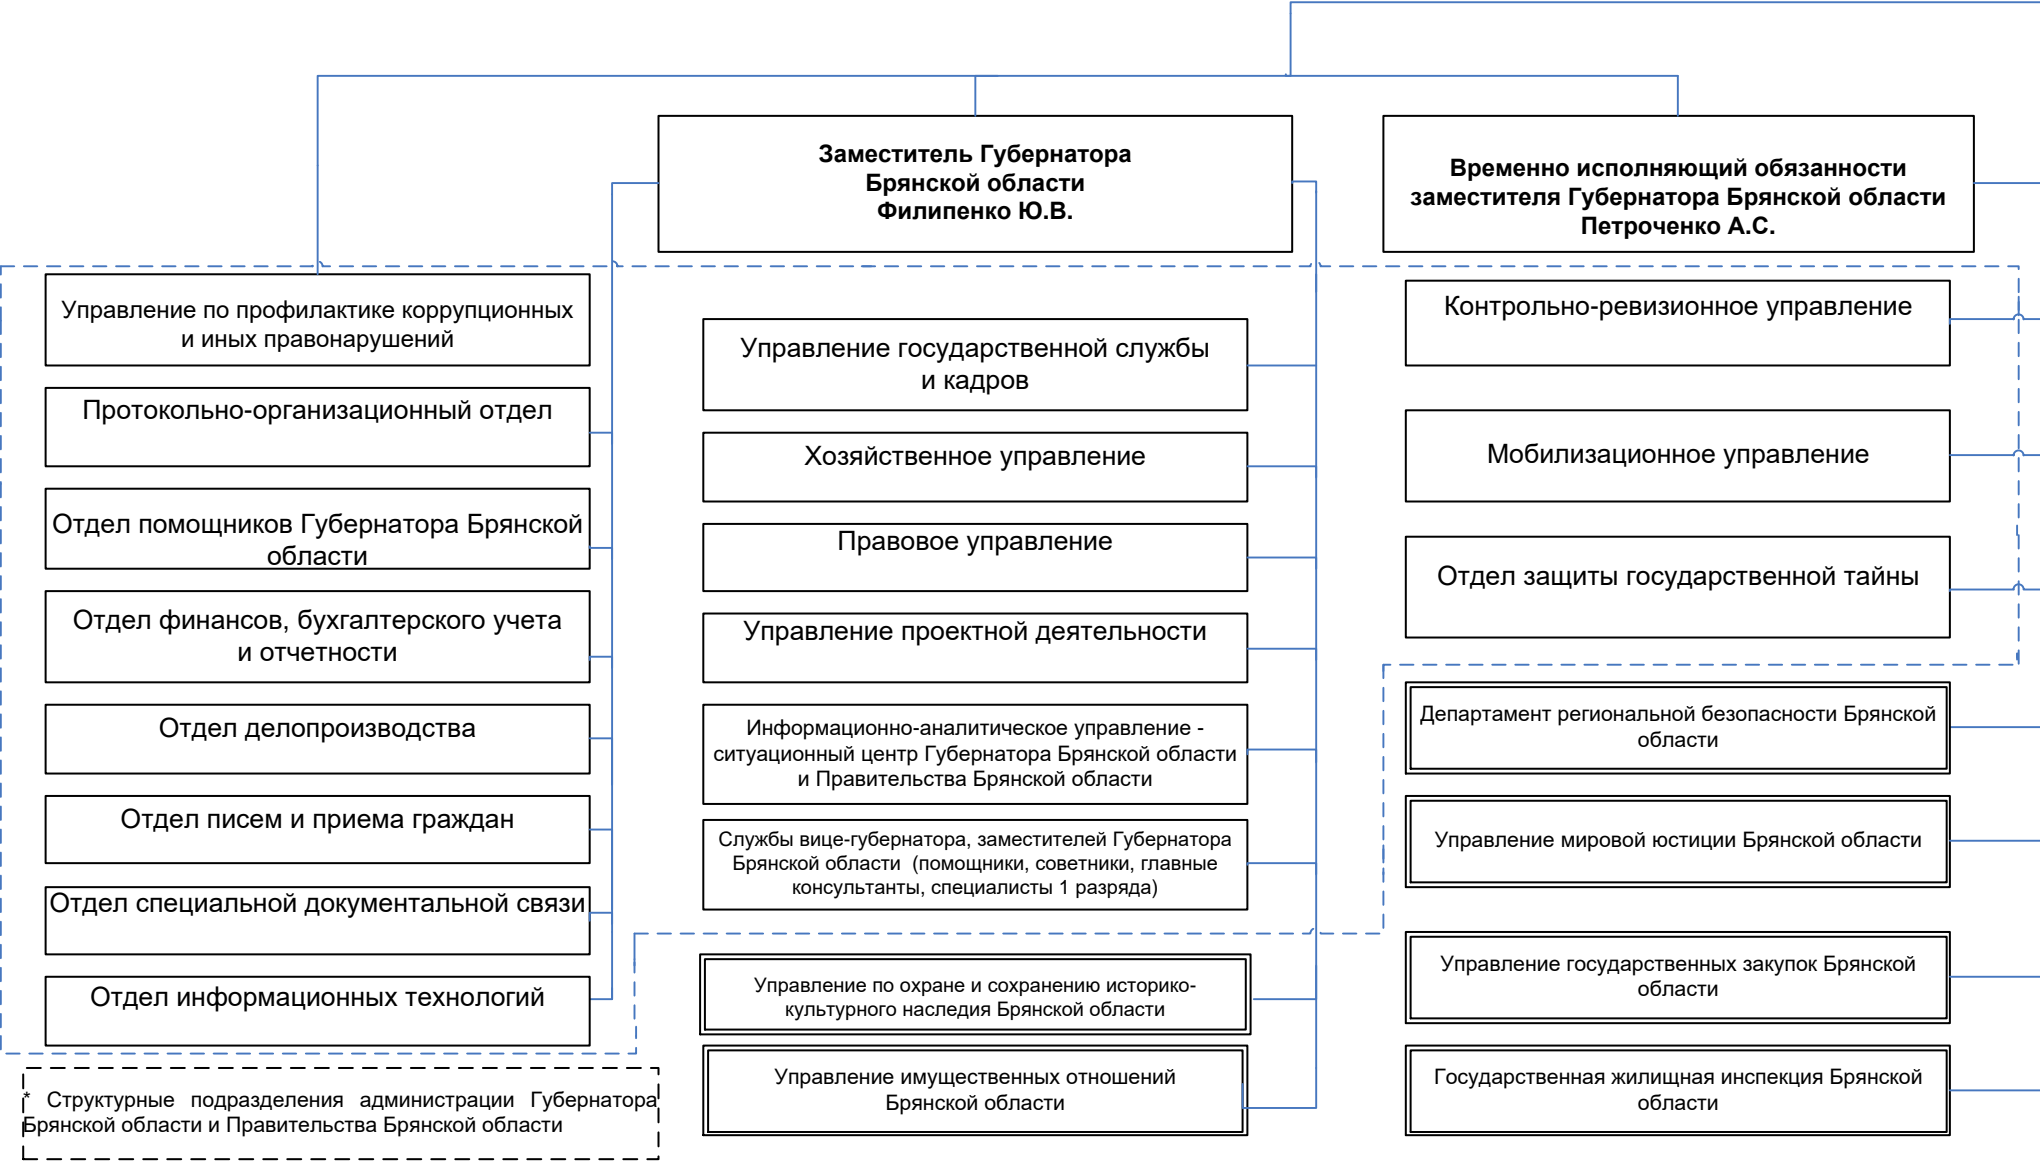 Заместитель Губернатора
Брянской области
Филипенко Ю.В.
Временно исполняющий обязанности
заместителя Губернатора Брянской области
Петроченко А.С.
Управление по профилактике коррупционных
и иных правонарушений
Протокольно-организационный отдел
Отдел помощников Губернатора Брянской
области
Отдел финансов, бухгалтерского учета
и отчетности
Отдел делопроизводства
Отдел писем и приема граждан
Отдел специальной документальной связи
Отдел информационных технологий
* Структурные подразделения администрации Губернатора
Брянской области и Правительства Брянской области
Управление государственной службы
и кадров
Хозяйственное управление
Правовое управление
Управление проектной деятельности
Информационно-аналитическое управление -
ситуационный центр Губернатора Брянской области
и Правительства Брянской области
Службы вице-губернатора, заместителей Губернатора
Брянской области (помощники, советники, главные
консультанты, специалисты 1 разряда)
Управление по охране и сохранению историко-
культурного наследия Брянской области
Управление имущественных отношений
Брянской области
Контрольно-ревизионное управление
Мобилизационное управление
Отдел защиты государственной тайны
Департамент региональной безопасности Брянской
области
Управление мировой юстиции Брянской области
Управление государственных закупок Брянской
области
Государственная жилищная инспекция Брянской
области